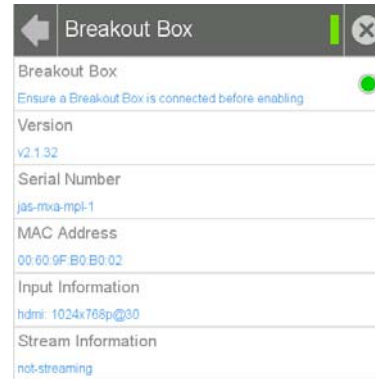 Breakout Box
Breakout Box
Ensure a Breakout Box is connected before enabling
Version
v2.1.32
Serial Number
jas-mxa-mpl-1
MAC Address
00:60:9F:B0:B0:02
Input Information
hdmi: 1024x768p@30
Stream Information
not-streaming